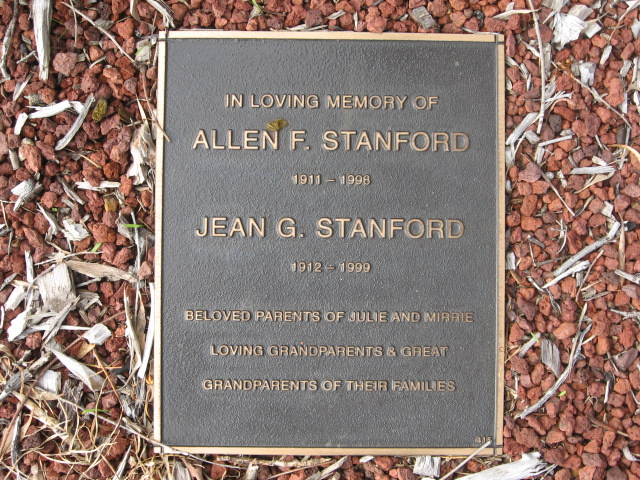 IN LOVING MEMORY OF
ALLEN F. STANFORD
1911 – 1998
JEAN G. STANFORD
1912 – 1999
BELOVED PARENTS OF JULIE AND MIRRIE
LOVING GRANDPARENTS & GREAT
GRANDPARENTS OF THEIR FAMILIES